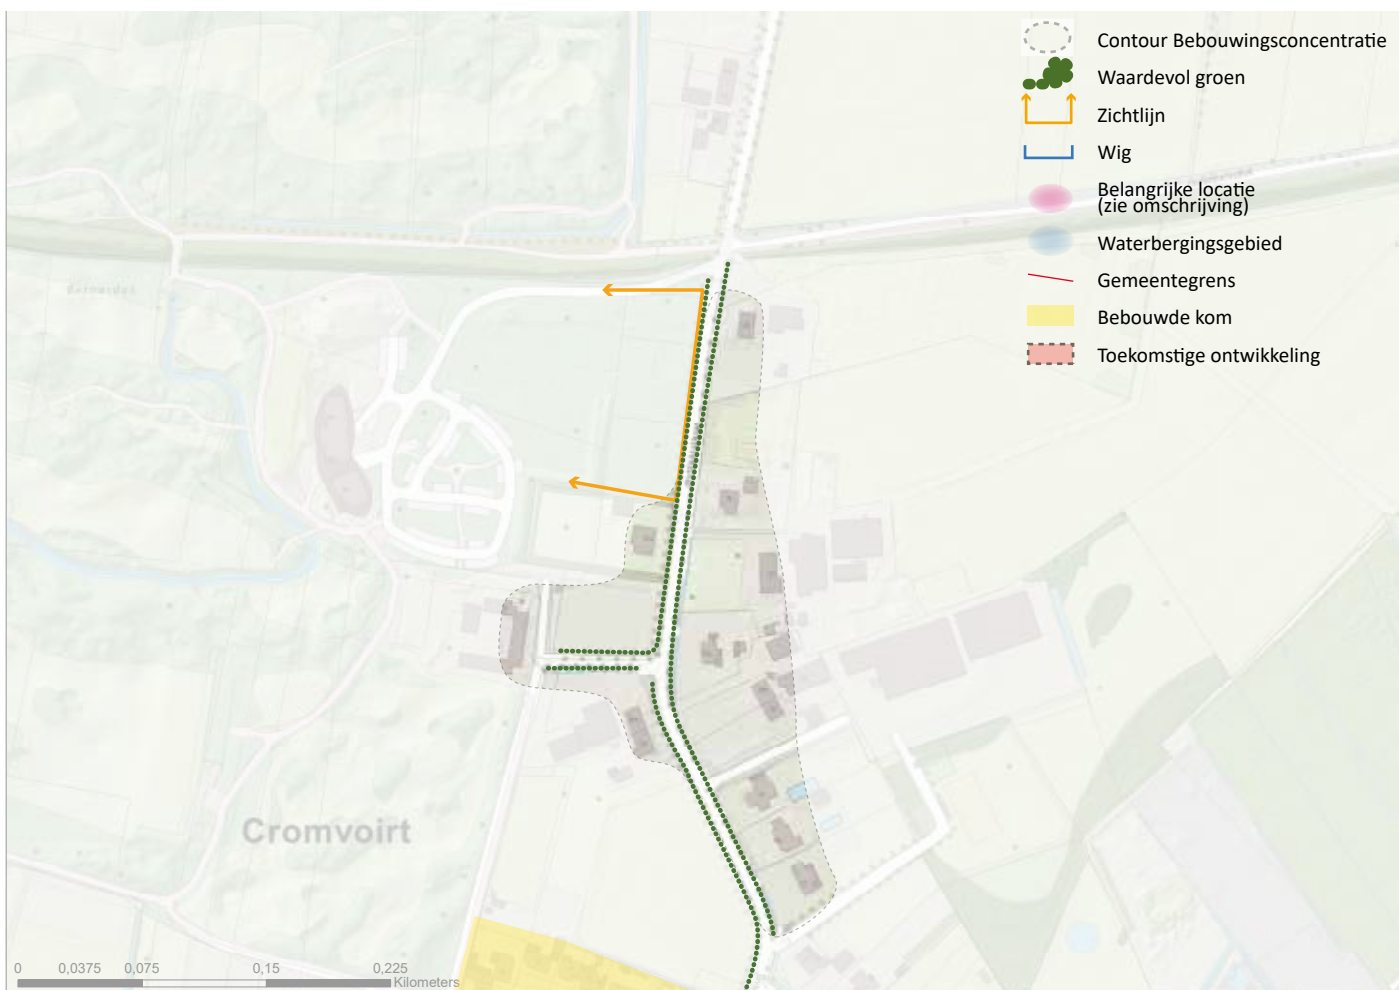 Contour Bebouwingsconcentratie
Waardevol groen
Zichtlijn
Wig
Belangrijke locatie
(zie omschrijving)
Waterbergingsgebied
Gemeentegrens
Bebouwde kom
Toekomstige ontwikkeling
Cromvoirt
0 0,0375 0,075 0,15 0,225
Kilometers